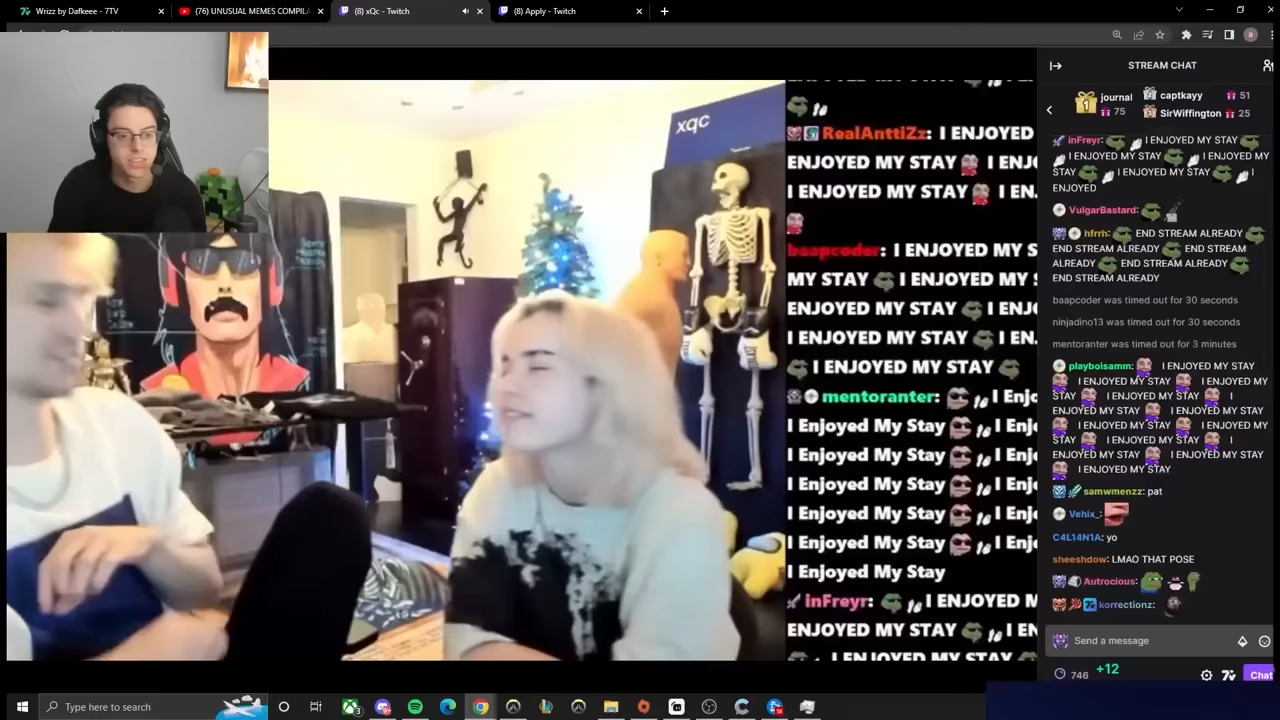 Wrizz by Dafkeee - 7TV
(76) UNUSUAL MEMES COMPILA
(8) xQc - Twitch
(8) Apply - Twitch
STREAM CHAT
journal
75
captkayy 51
SirWiffington 25
xqc
RealAnttiZz: I ENJOYED
ENJOYED MY STAY I EN
I ENJOYED MY STAY I EN
baapcoder: I ENJOYED MY S
MY STAY I ENJOYED MY S
ENJOYED MY STAY I ENJ
I ENJOYED MY STAY I EN
I ENJOYED MY STAY
mentoranter: I Enjo
I Enjoyed My Stay I Enj
I Enjoyed My Stay I Enj
I Enjoyed My Stay I Enj
I Enjoyed My Stay I Enj
I Enjoyed My Stay I Enj
I Enjoyed My Stay
inFreyr: I ENJOYED M
ENJOYED MY STAY I EN
I ENJOYED MY STAY
inFreyr: I ENJOYED MY STAY
I ENJOYED MY STAY I ENJOYED MY
STAY I ENJOYED MY STAY I
ENJOYED
VulgarBastard:
hfrrh: END STREAM ALREADY
END STREAM ALREADY END STREAM
ALREADY END STREAM ALREADY
END STREAM ALREADY
baapcoder was timed out for 30 seconds
ninjadino13 was timed out for 30 seconds
mentoranter was timed out for 3 minutes
playboisamm: I ENJOYED MY STAY
I ENJOYED MY STAY I ENJOYED MY
STAY I ENJOYED MY STAY I
ENJOYED MY STAY I ENJOYED MY STAY
I ENJOYED MY STAY I ENJOYED MY
STAY I ENJOYED MY STAY I
ENJOYED MY STAY I ENJOYED MY STAY
I ENJOYED MY STAY
samwmenzz: pat
Vehix_:
C4L14N1A: yo
sheeshdow: LMAO THAT POSE
Autrocious:
korrectionz:
Send a message
746 +12
Chat
Type here to search